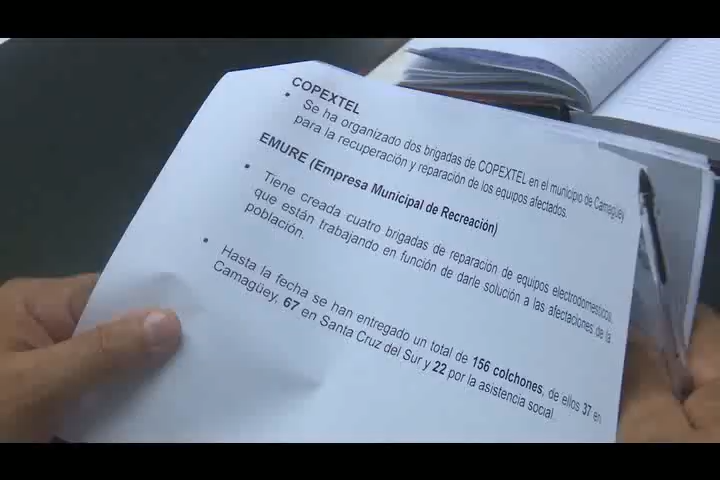 COPEXTEL
• Se ha organizado dos brigadas de COPEXTEL en el municipio de Camagüey
para la recuperación y reparación de los equipos afectados.
EMURE (Empresa Municipal de Recreación)
• Tiene creada cuatro brigadas de reparación de equipos electrodomésticos,
que están trabajando en función de darle solución a las afectaciones de la
población.
• Hasta la fecha se han entregado un total de 156 colchones, de ellos 37 en
Camagüey, 67 en Santa Cruz del Sur y 22 por la asistencia social.